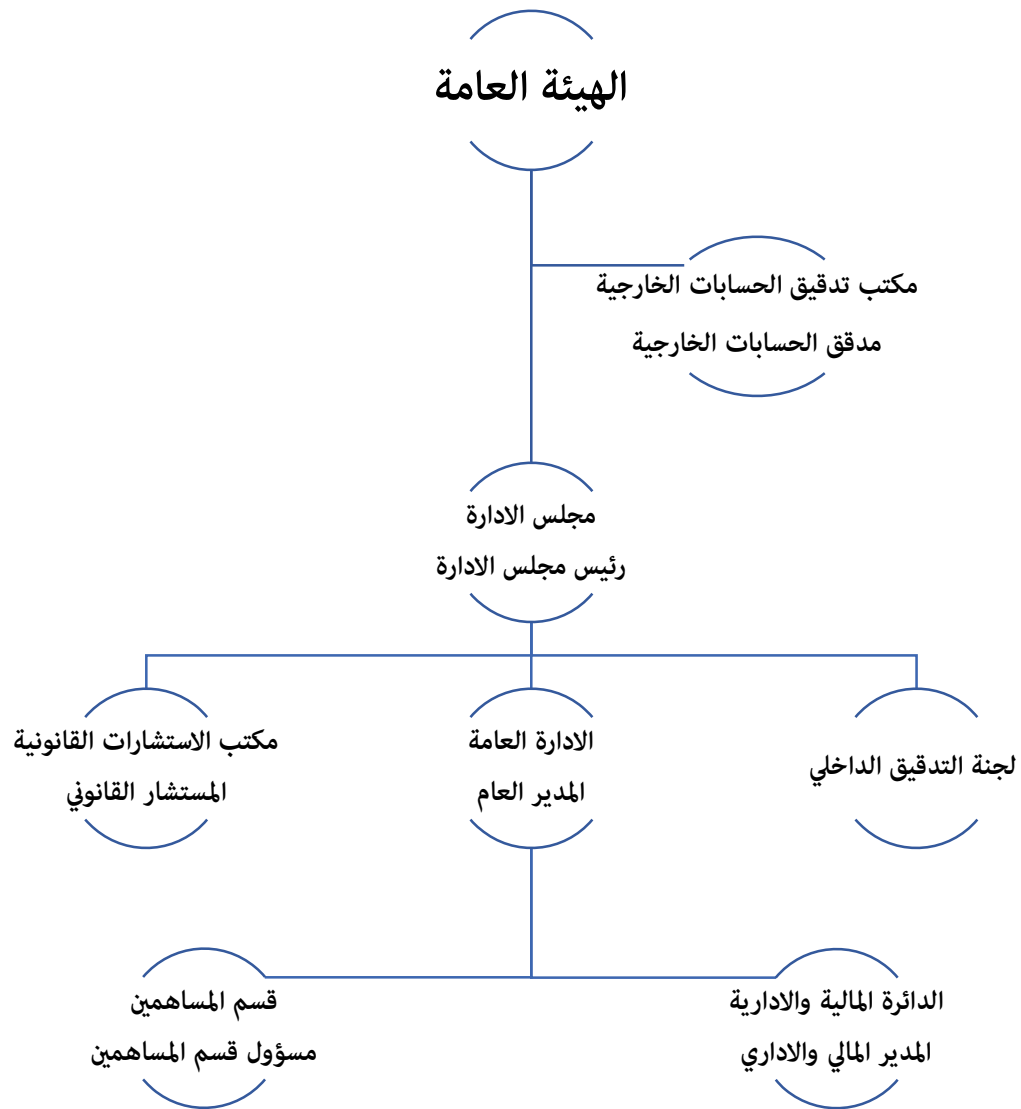 الهيئة العامة
مكتب تدقيق الحسابات الخارجية
مدقق الحسابات الخارجية
مجلس الادارة
رئيس مجلس الادارة
لجنة التدقيق الداخلي
الادارة العامة
المدير العام
مكتب الاستشارات القانونية
المستشار القانوني
الدائرة المالية والادارية
المدير المالي والاداري
قسم المساهمين
مسؤول قسم المساهمين